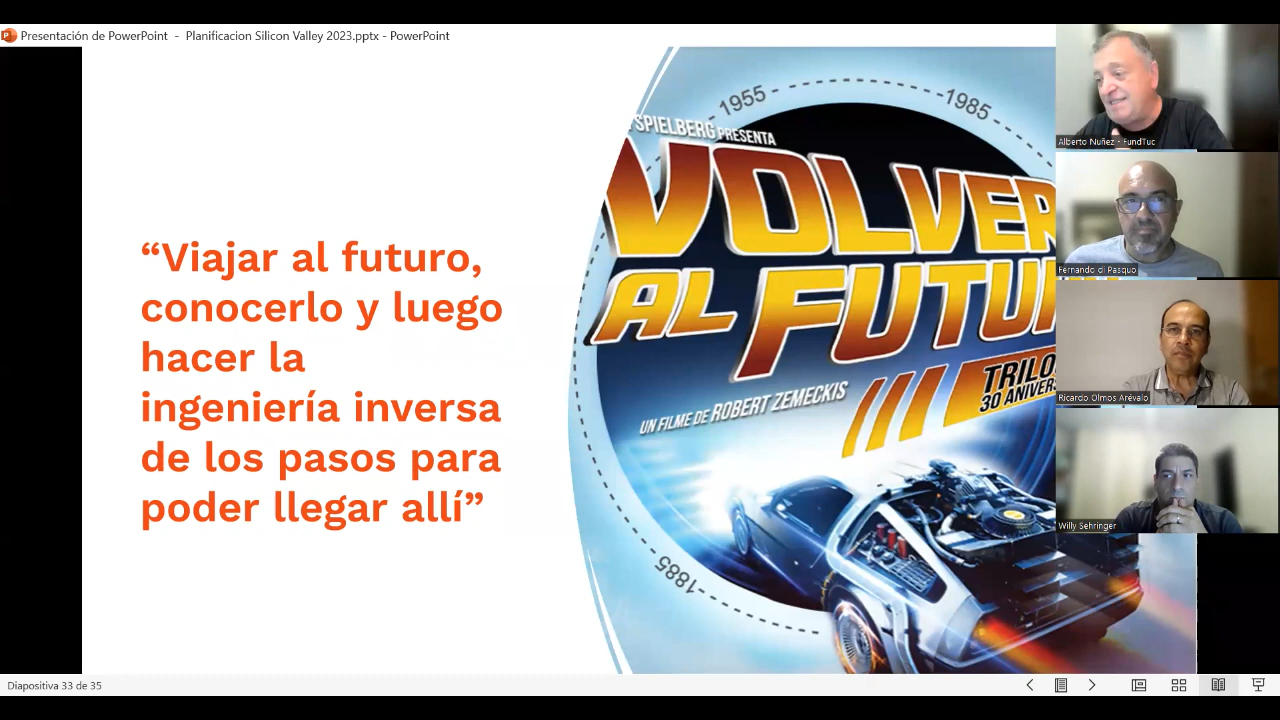 Presentación de PowerPoint - Planificacion Silicon Valley 2023.pptx - PowerPoint
“Viajar al futuro,
conocerlo y luego
hacer la
ingeniería inversa
de los pasos para
poder llegar allí”
1955
1985
SPIELBERG PRESENTA
VOLVER
AL FUTU
UN FILME DE ROBERT ZEMECKIS
TRILO
30 ANIVER
1885
Alberto Nuñez - FundTuc
Fernando di Pasquo
Ricardo Olmos Arévalo
Willy Sehringer
Diapositiva 33 de 35